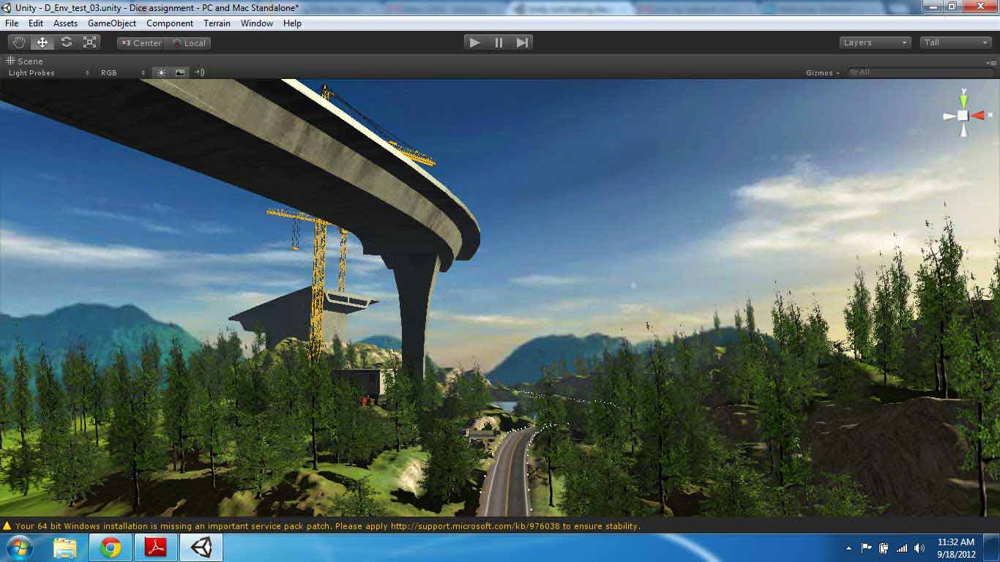 Unity - D_Env_test_03.unity - Dice assignment - PC and Mac Standalone*
File Edit Assets GameObject Component Terrain Window Help
Center Local Layers Tall
Scene
Light Probes RGB Gizmos All
y
x
Your 64 bit Windows installation is missing an important service pack patch. Please apply http://support.microsoft.com/kb/976038 to ensure stability.
11:32 AM
9/18/2012